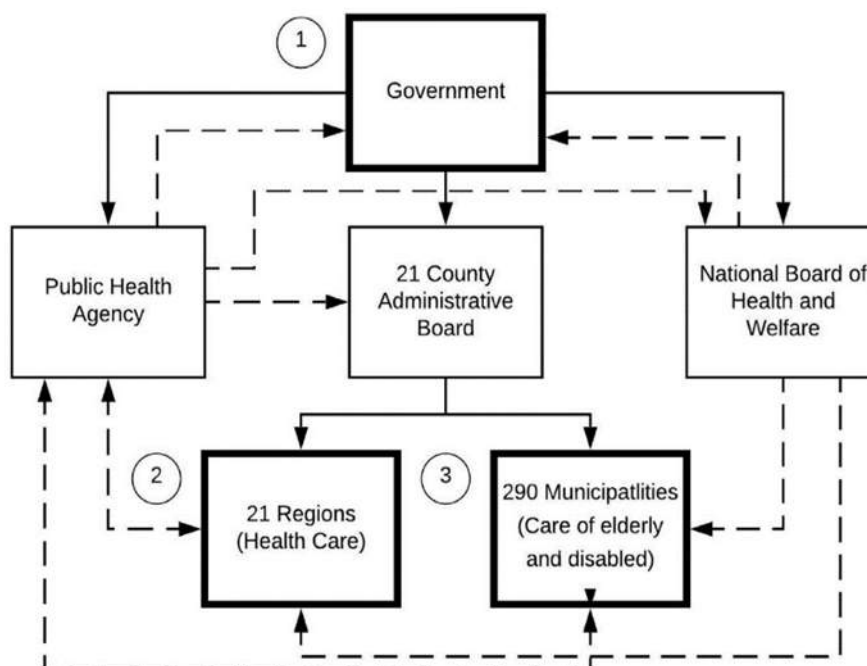 1
Government
Public Health
Agency
21 County
Administrative
Board
National Board of
Health and
Welfare
2
21 Regions
(Health Care)
3
290 Municipatlities
(Care of elderly
and disabled)